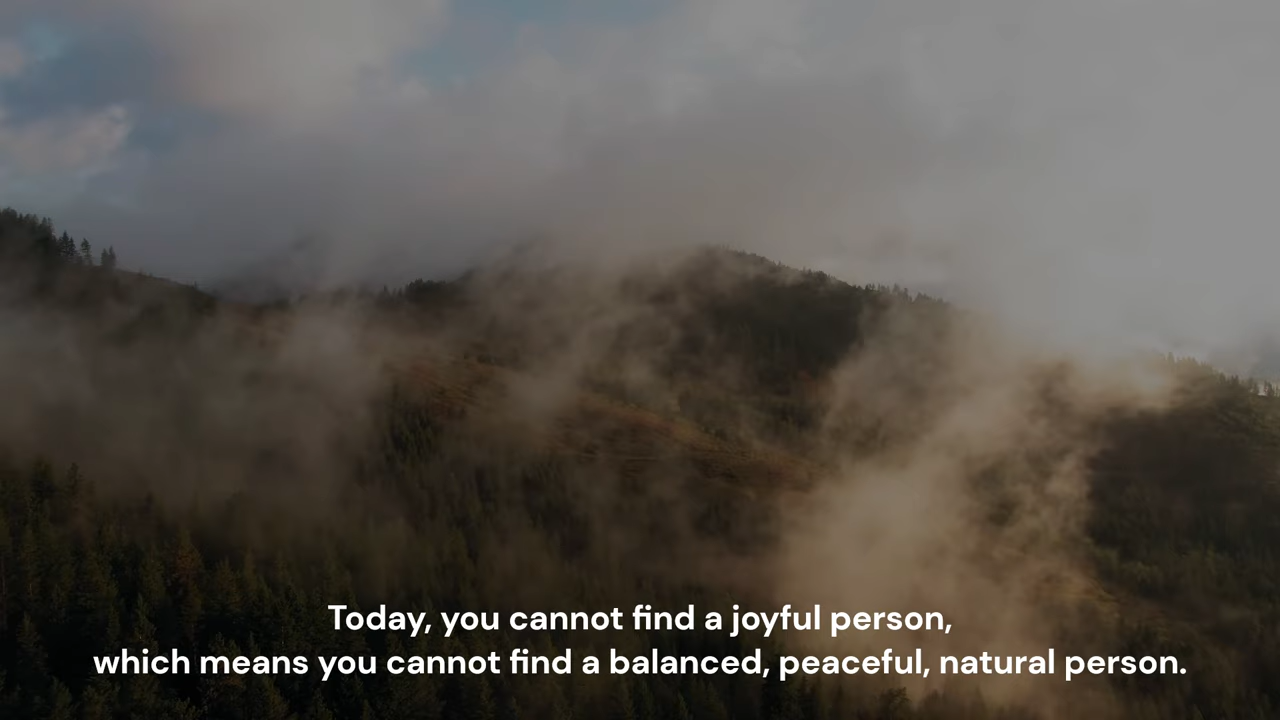 Today, you cannot find a joyful person,
which means you cannot find a balanced, peaceful, natural person.